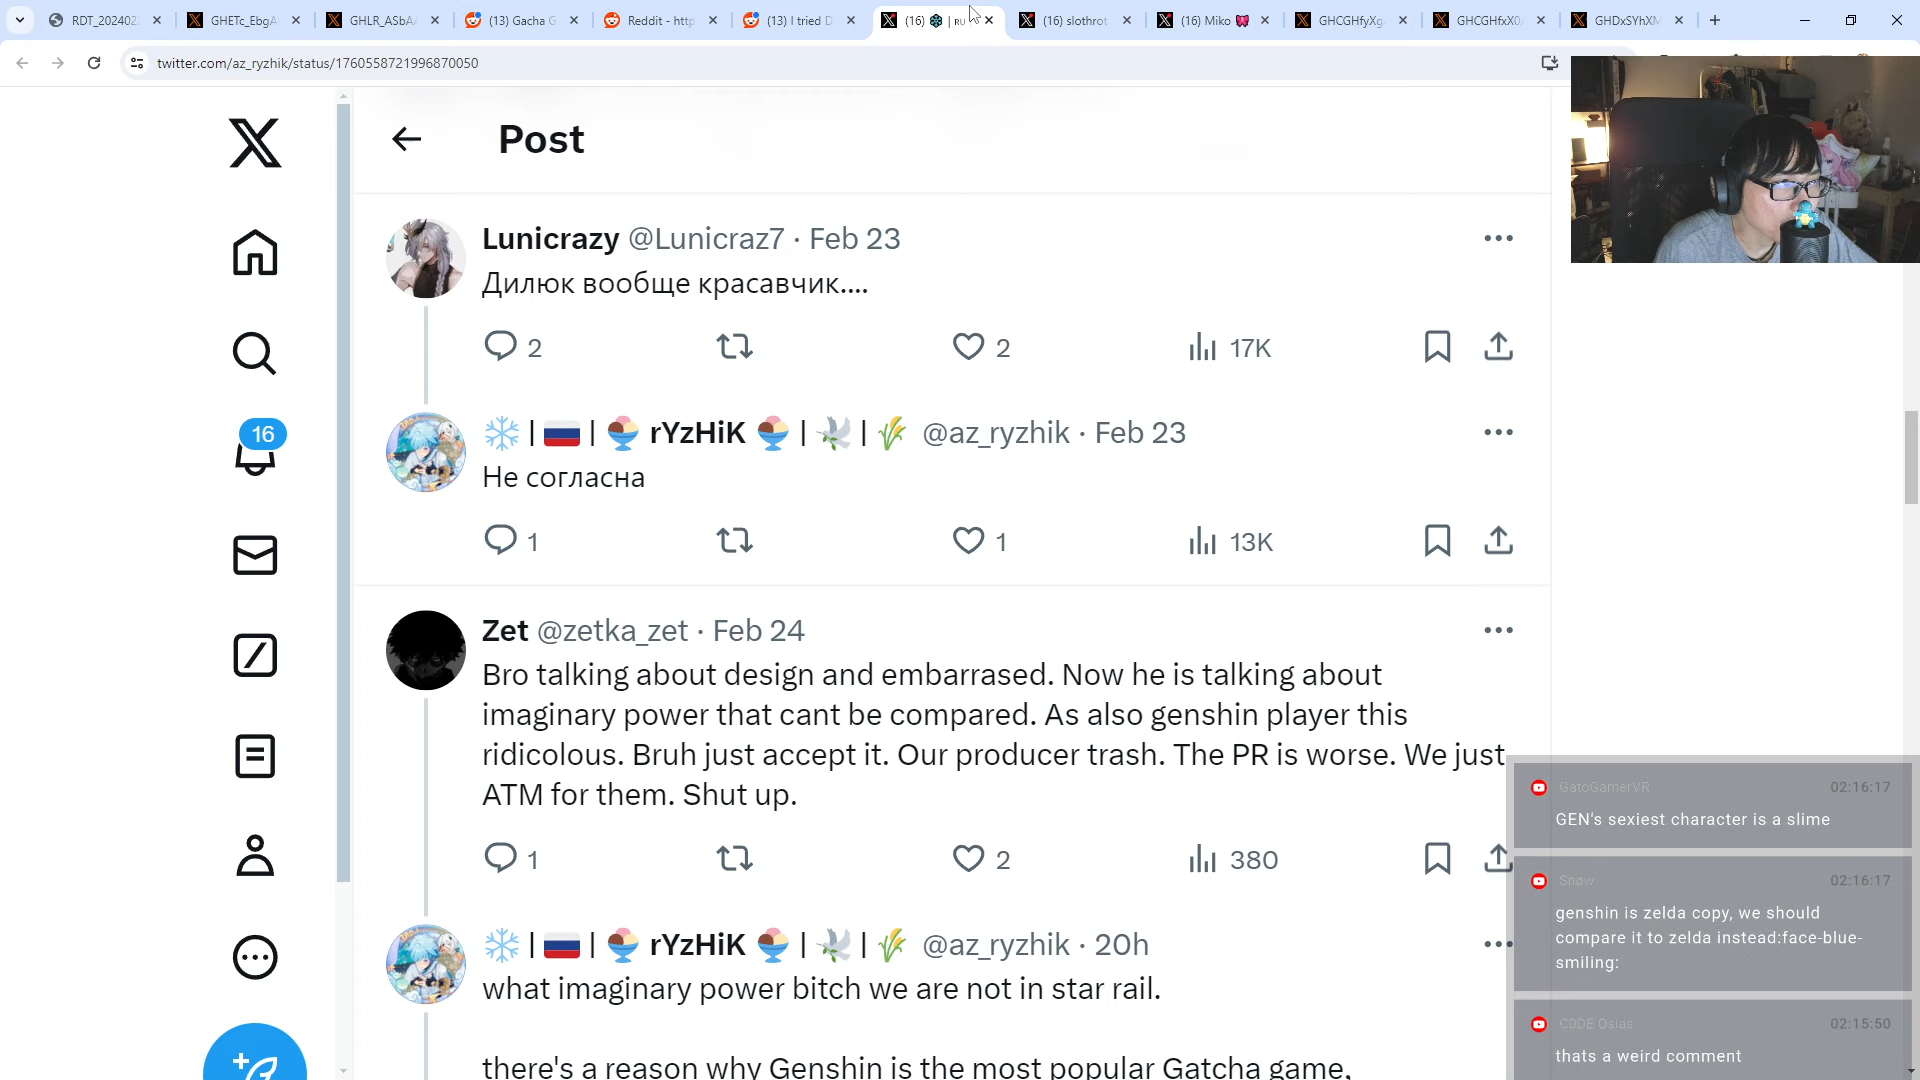 RDT_202402
GHETc_EbgA
GHLR_ASbA
(13) Gacha G
Reddit - http
(13) I tried D
(16) | RU
(16) slothrot
(16) Miko
GHCGHfyXg
GHCGHfxX0
GHDxSYhXM
twitter.com/az_ryzhik/status/1760558721996870050
X
Post
Lunicrazy @Lunicraz7 · Feb 23
Дилюк вообще красавчик....
2 2 17K
16
❄️ | 🇷🇺 | 🍨 rYzHiK 🍨 | 🕊️ | 🌾 @az_ryzhik · Feb 23
Не согласна
1 1 13K
Zet @zetka_zet · Feb 24
Bro talking about design and embarrased. Now he is talking about
imaginary power that cant be compared. As also genshin player this
ridicolous. Bruh just accept it. Our producer trash. The PR is worse. We just
ATM for them. Shut up.
1 2 380
❄️ | 🇷🇺 | 🍨 rYzHiK 🍨 | 🕊️ | 🌾 @az_ryzhik · 20h
what imaginary power bitch we are not in star rail.
there's a reason why Genshin is the most popular Gatcha game,
GatoGamerVR 02:16:17
GEN's sexiest character is a slime
Snøw 02:16:17
genshin is zelda copy, we should
compare it to zelda instead:face-blue-
smiling:
C0DE Osias 02:15:50
thats a weird comment